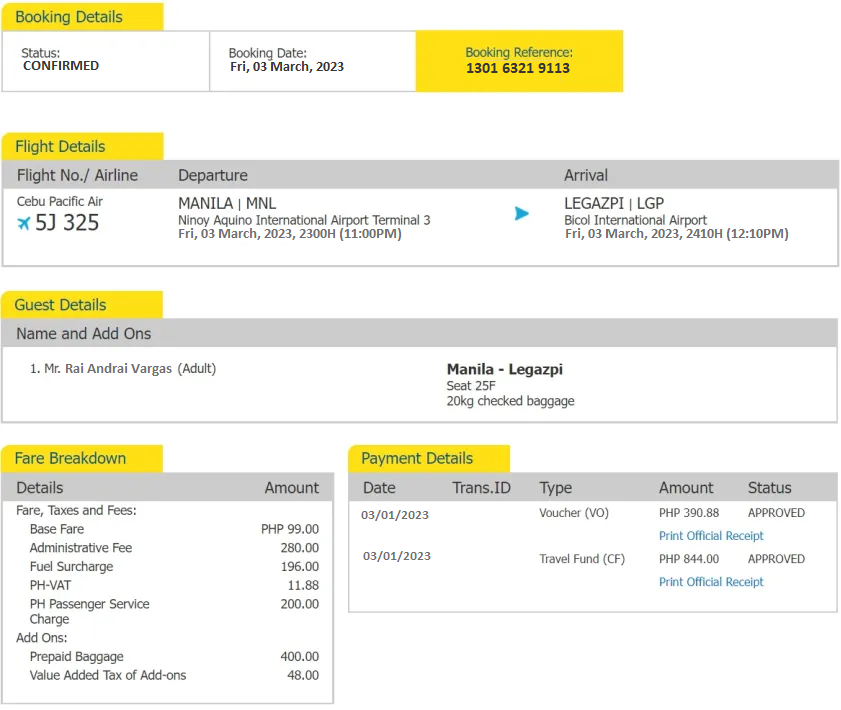 Booking Details
Status:
CONFIRMED
Booking Date:
Fri, 03 March, 2023
Booking Reference:
1301 6321 9113
Flight Details
Flight No./ Airline Departure Arrival
Cebu Pacific Air
5J 325
MANILA | MNL
Ninoy Aquino International Airport Terminal 3
Fri, 03 March, 2023, 2300H (11:00PM)
LEGAZPI | LGP
Bicol International Airport
Fri, 03 March, 2023, 2410H (12:10PM)
Guest Details
Name and Add Ons
1. Mr. Rai Andrai Vargas (Adult)
Manila - Legazpi
Seat 25F
20kg checked baggage
Fare Breakdown
Details Amount
Fare, Taxes and Fees:
Base Fare PHP 99.00
Administrative Fee 280.00
Fuel Surcharge 196.00
PH-VAT 11.88
PH Passenger Service 200.00
Charge
Add Ons:
Prepaid Baggage 400.00
Value Added Tax of Add-ons 48.00
Payment Details
Date Trans.ID Type Amount Status
03/01/2023 Voucher (VO) PHP 390.88 APPROVED
Print Official Receipt
03/01/2023 Travel Fund (CF) PHP 844.00 APPROVED
Print Official Receipt